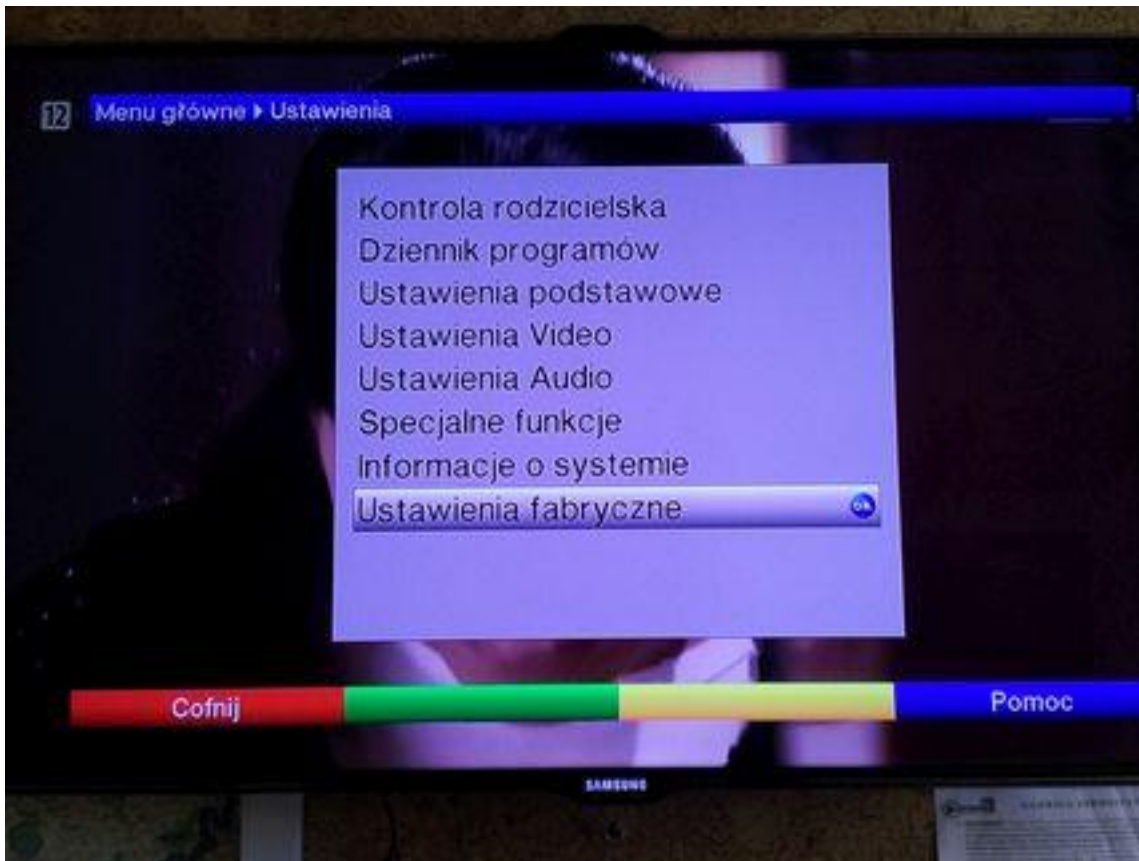 12 Menu główne ▸ Ustawienia
Kontrola rodzicielska
Dziennik programów
Ustawienia podstawowe
Ustawienia Video
Ustawienia Audio
Specjalne funkcje
Informacje o systemie
Ustawienia fabryczne OK
Cofnij Pomoc
SAMSUNG